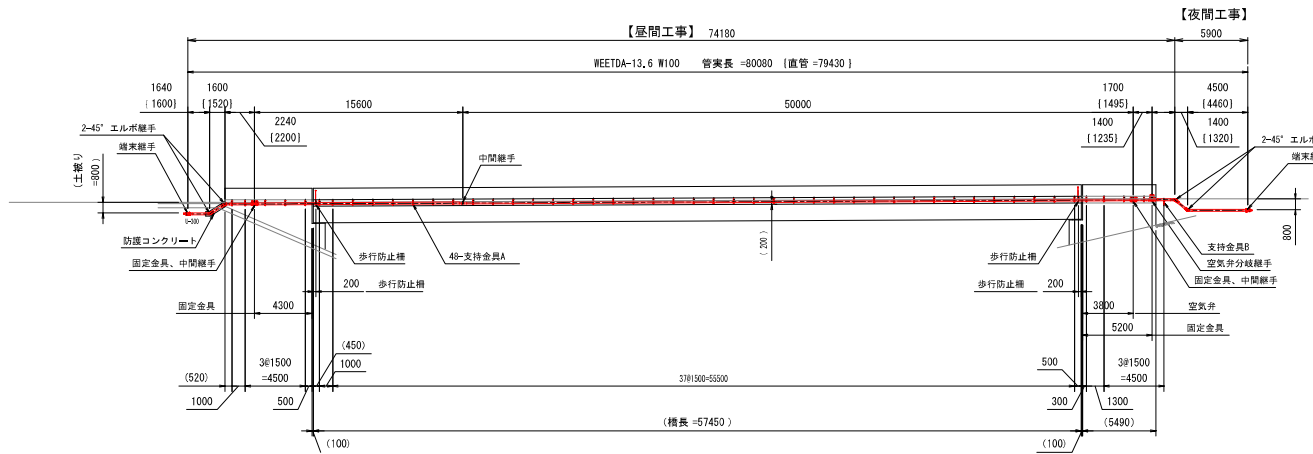 【夜間工事】
【昼間工事】 74180
5900
WEETDA-13.6 W100 管実長 =80080 {直管 =79430 }
1640
{1600}
1600
{1520}
15600
50000
1700
{1495}
4500
{4460}
2240
{2200}
1400
{1235}
1400
{1320}
2-45° エルボ継手
端末継手
(土被り
=800 )
中間継手
2-45° エルボ
端末
U-300
防護コンクリート
固定金具、中間継手
48-支持金具A
歩行防止柵
( 200 )
歩行防止柵
800
支持金具B
空気弁分岐継手
固定金具、中間継手
200 歩行防止柵
歩行防止柵 200
固定金具
4300
3800
空気弁
5200
固定金具
(450)
(520)
3@1500
=4500
1000
500
3@1500
=4500
37@1500=55500
1000
500
300
1300
(橋長 =57450 )
(5490)
(100)
(100)